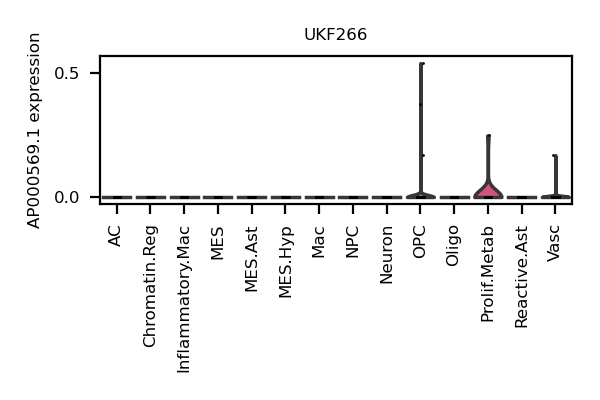 UKF266
AP000569.1 expression
0.5
0.0
AC
Chromatin.Reg
Inflammatory.Mac
MES
MES.Ast
MES.Hyp
Mac
NPC
Neuron
OPC
Oligo
Prolif.Metab
Reactive.Ast
Vasc